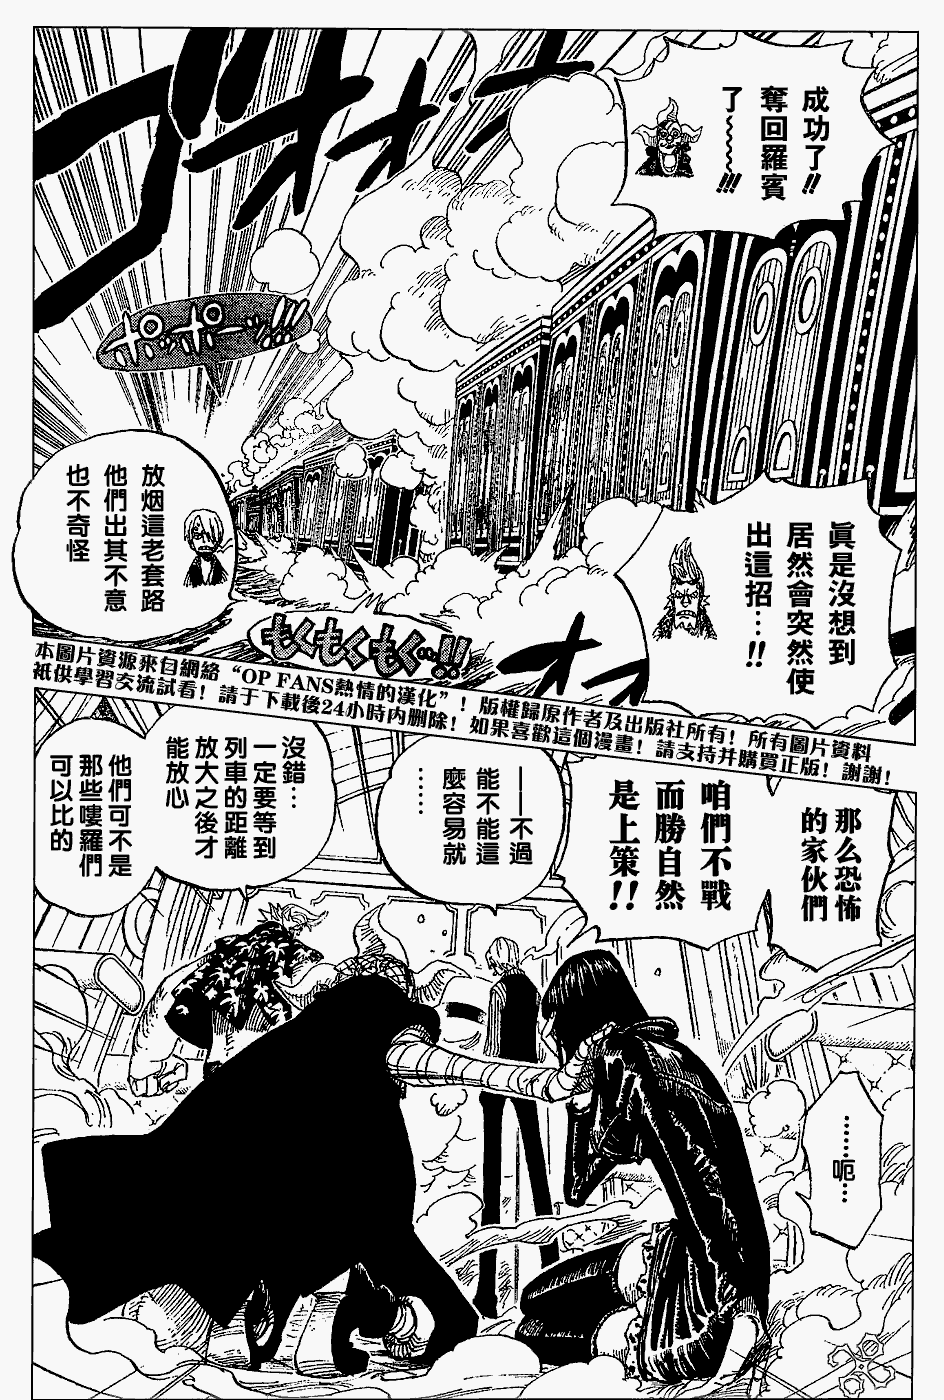 ゴオオオ
成功了!!
奪回羅賓
了~~~!!!
ポッポーッ!!!
真是沒想到
居然會突然使
出這招…!!
放烟這老套路
他們出其不意
也不奇怪
もくもくもく…!!
本圖片資源來自網絡“OP FANS熱情的漢化”!版權歸原作者及出版社所有!所有圖片資料
祇供學習交流試看!請于下載後24小時内删除!如果喜歡這個漫畫!請支持并購買正版!謝謝!
那么恐怖
的家伙們
咱們不戰
而勝自然
是上策!!
——不過
能不能這
麼容易就
……
沒錯…
一定要等到
列車的距離
放大之後才
能放心
他們可不是
那些嘍羅們
可以比的
……呃…